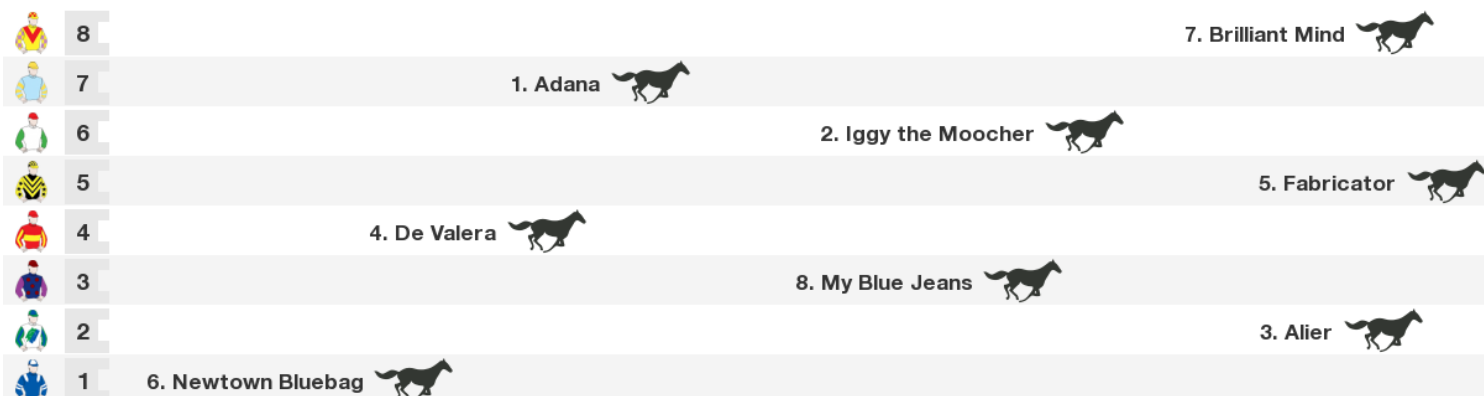 8 7. Brilliant Mind
7 1. Adana
6 2. Iggy the Moocher
5 5. Fabricator
4 4. De Valera
3 8. My Blue Jeans
2 3. Alier
1 6. Newtown Bluebag